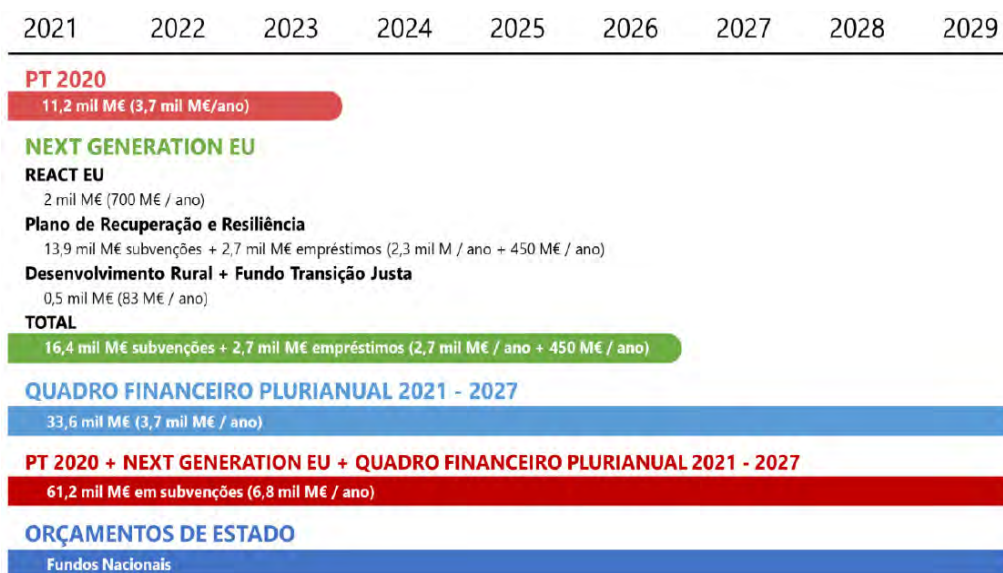 2021 2022 2023 2024 2025 2026 2027 2028 2029
PT 2020
11,2 mil M€ (3,7 mil M€/ano)
NEXT GENERATION EU
REACT EU
2 mil M€ (700 M€ / ano)
Plano de Recuperação e Resiliência
13,9 mil M€ subvenções + 2,7 mil M€ empréstimos (2,3 mil M / ano + 450 M€ / ano)
Desenvolvimento Rural + Fundo Transição Justa
0,5 mil M€ (83 M€ / ano)
TOTAL
16,4 mil M€ subvenções + 2,7 mil M€ empréstimos (2,7 mil M€ / ano + 450 M€ / ano)
QUADRO FINANCEIRO PLURIANUAL 2021 - 2027
33,6 mil M€ (3,7 mil M€ / ano)
PT 2020 + NEXT GENERATION EU + QUADRO FINANCEIRO PLURIANUAL 2021 - 2027
61,2 mil M€ em subvenções (6,8 mil M€ / ano)
ORÇAMENTOS DE ESTADO
Fundos Nacionais